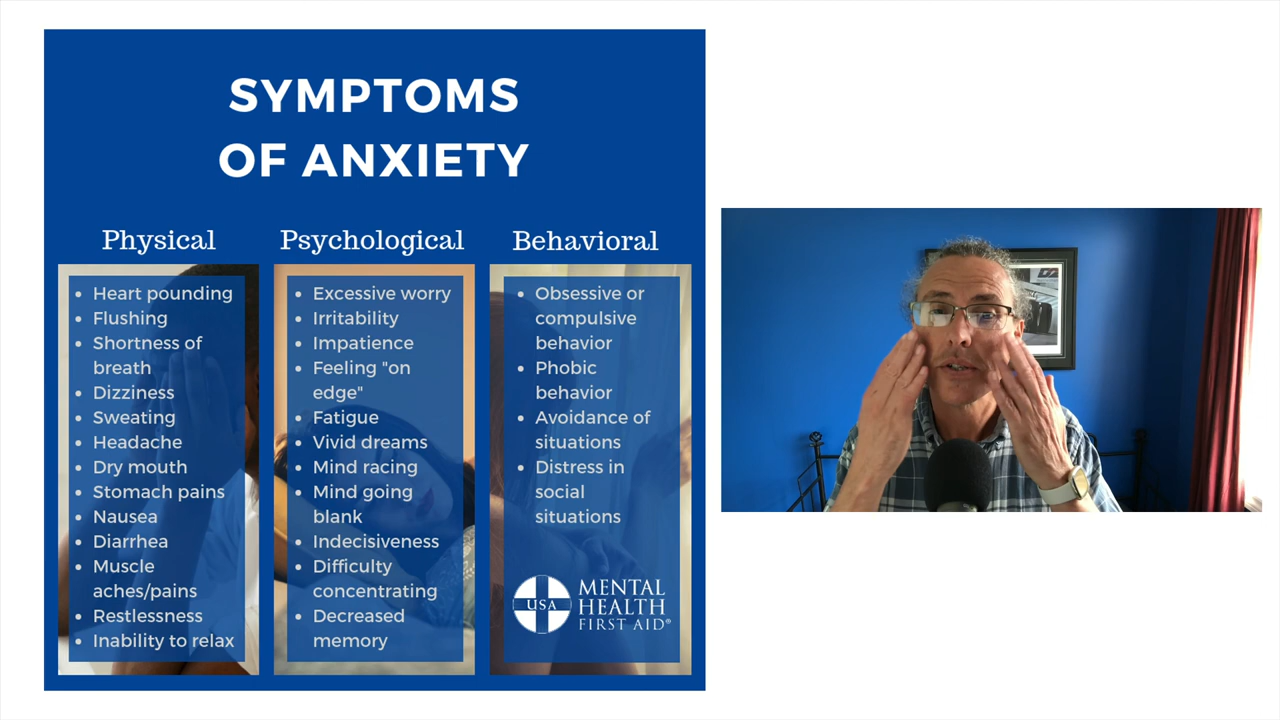 SYMPTOMS
OF ANXIETY
Physical
Heart pounding
Flushing
Shortness of
breath
Dizziness
Sweating
Headache
Dry mouth
Stomach pains
Nausea
Diarrhea
Muscle
aches/pains
Restlessness
Inability to relax
Psychological
Excessive worry
Irritability
Impatience
Feeling "on
edge"
Fatigue
Vivid dreams
Mind racing
Mind going
blank
Indecisiveness
Difficulty
concentrating
Decreased
memory
Behavioral
Obsessive or
compulsive
behavior
Phobic
behavior
Avoidance of
situations
Distress in
social
situations
USA
MENTAL
HEALTH
FIRST AID®